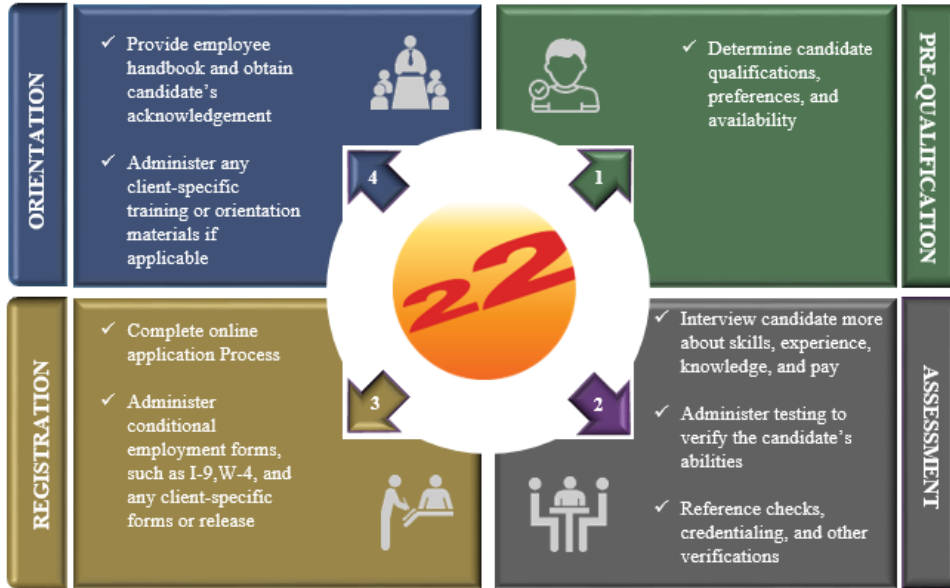 ORIENTATION
✓ Provide employee
handbook and obtain
candidate's
acknowledgement
✓ Administer any
client-specific
training or orientation
materials if
applicable
4
PRE-QUALIFICATION
✓ Determine candidate
qualifications,
preferences, and
availability
1
22
REGISTRATION
✓ Complete online
application Process
✓ Administer
conditional
employment forms,
such as I-9,W-4, and
any client-specific
forms or release
3
ASSESSMENT
✓ Interview candidate more
about skills, experience,
knowledge, and pay
✓ Administer testing to
verify the candidate's
abilities
✓ Reference checks,
credentialing, and other
verifications
2